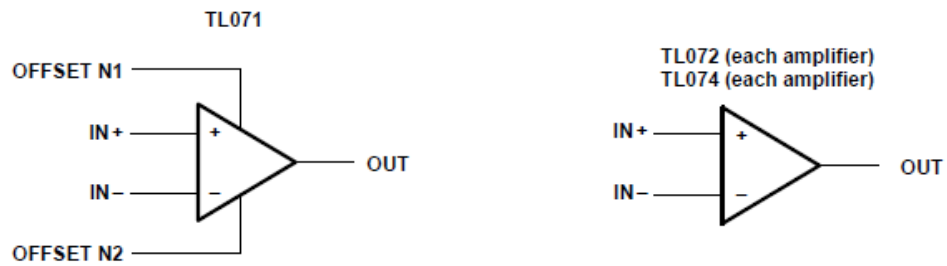 TL071
OFFSET N1
IN+
+
IN−
−
OUT
OFFSET N2
TL072 (each amplifier)
TL074 (each amplifier)
IN+
+
IN−
−
OUT